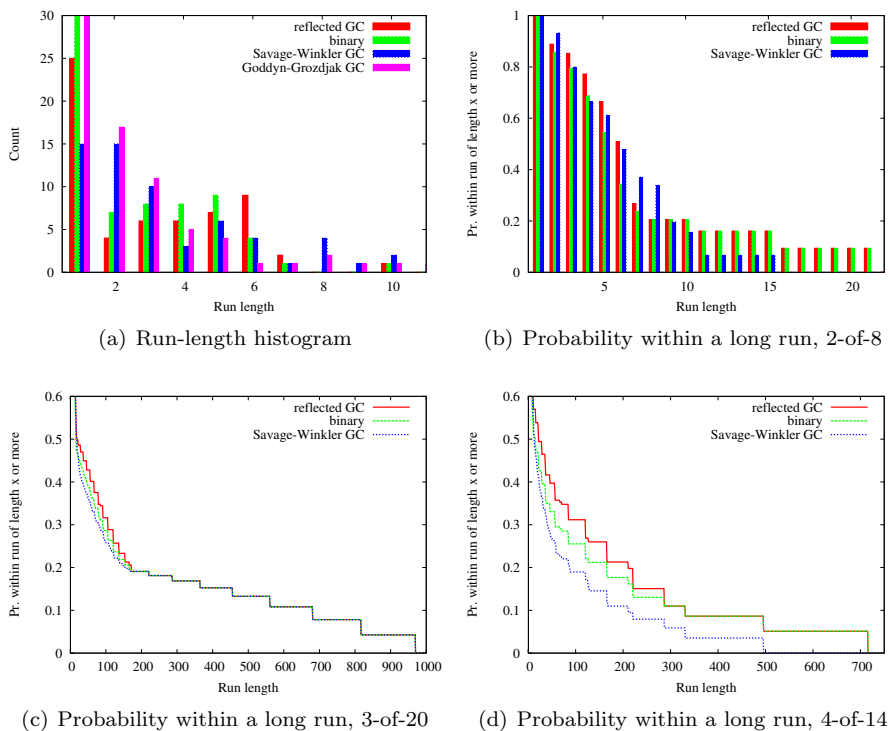 30
25
20
15
10
5
0
Count
reflected GC
binary
Savage-Winkler GC
Goddyn-Grozdjak GC
2
4
6
8
10
Run length
(a) Run-length histogram
1
0.8
0.6
0.4
0.2
0
Pr. within run of length x or more
reflected GC
binary
Savage-Winkler GC
5
10
15
20
Run length
(b) Probability within a long run, 2-of-8
0.6
0.5
0.4
0.3
0.2
0.1
0
Pr. within run of length x or more
reflected GC
binary
Savage-Winkler GC
0 100 200 300 400 500 600 700 800 900 1000
Run length
(c) Probability within a long run, 3-of-20
0.6
0.5
0.4
0.3
0.2
0.1
0
Pr. within run of length x or more
reflected GC
binary
Savage-Winkler GC
0 100 200 300 400 500 600 700
Run length
(d) Probability within a long run, 4-of-14